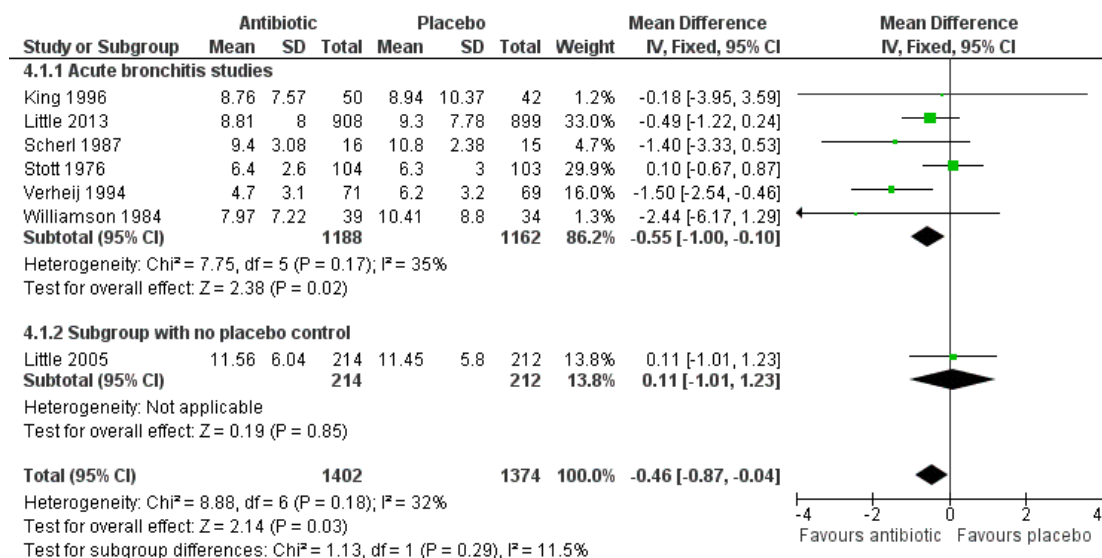 Antibiotic Placebo Mean Difference Mean Difference
Study or Subgroup Mean SD Total Mean SD Total Weight IV, Fixed, 95% CI IV, Fixed, 95% CI
4.1.1 Acute bronchitis studies
King 1996 8.76 7.57 50 8.94 10.37 42 1.2% -0.18 [-3.95, 3.59]
Little 2013 8.81 8 908 9.3 7.78 899 33.0% -0.49 [-1.22, 0.24]
Scherl 1987 9.4 3.08 16 10.8 2.38 15 4.7% -1.40 [-3.33, 0.53]
Stott 1976 6.4 2.6 104 6.3 3 103 29.9% 0.10 [-0.67, 0.87]
Verheij 1994 4.7 3.1 71 6.2 3.2 69 16.0% -1.50 [-2.54, -0.46]
Williamson 1984 7.97 7.22 39 10.41 8.8 34 1.3% -2.44 [-6.17, 1.29]
Subtotal (95% CI) 1188 1162 86.2% -0.55 [-1.00, -0.10]
Heterogeneity: Chi² = 7.75, df = 5 (P = 0.17); I² = 35%
Test for overall effect: Z = 2.38 (P = 0.02)
4.1.2 Subgroup with no placebo control
Little 2005 11.56 6.04 214 11.45 5.8 212 13.8% 0.11 [-1.01, 1.23]
Subtotal (95% CI) 214 212 13.8% 0.11 [-1.01, 1.23]
Heterogeneity: Not applicable
Test for overall effect: Z = 0.19 (P = 0.85)
Total (95% CI) 1402 1374 100.0% -0.46 [-0.87, -0.04]
Heterogeneity: Chi² = 8.88, df = 6 (P = 0.18); I² = 32%
Test for overall effect: Z = 2.14 (P = 0.03)
Test for subgroup differences: Chi² = 1.13, df = 1 (P = 0.29), I² = 11.5%
-4 -2 0 2 4
Favours antibiotic Favours placebo